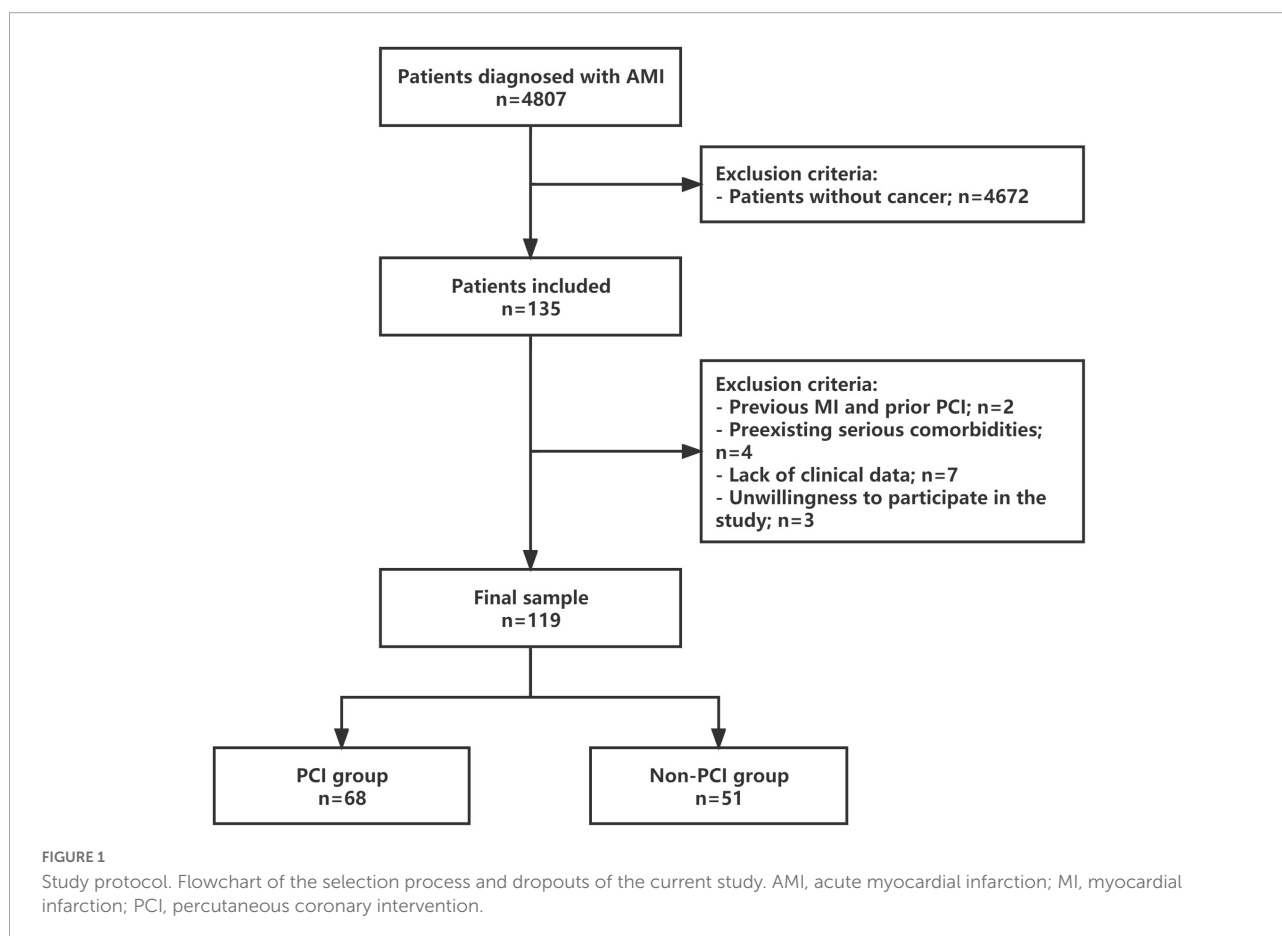 Patients diagnosed with AMI
n=4807
Exclusion criteria:
- Patients without cancer; n=4672
Patients included
n=135
Exclusion criteria:
- Previous MI and prior PCI; n=2
- Preexisting serious comorbidities;
n=4
- Lack of clinical data; n=7
- Unwillingness to participate in the
study; n=3
Final sample
n=119
PCI group
n=68
Non-PCI group
n=51
FIGURE 1
Study protocol. Flowchart of the selection process and dropouts of the current study. AMI, acute myocardial infarction; MI, myocardial
infarction; PCI, percutaneous coronary intervention.